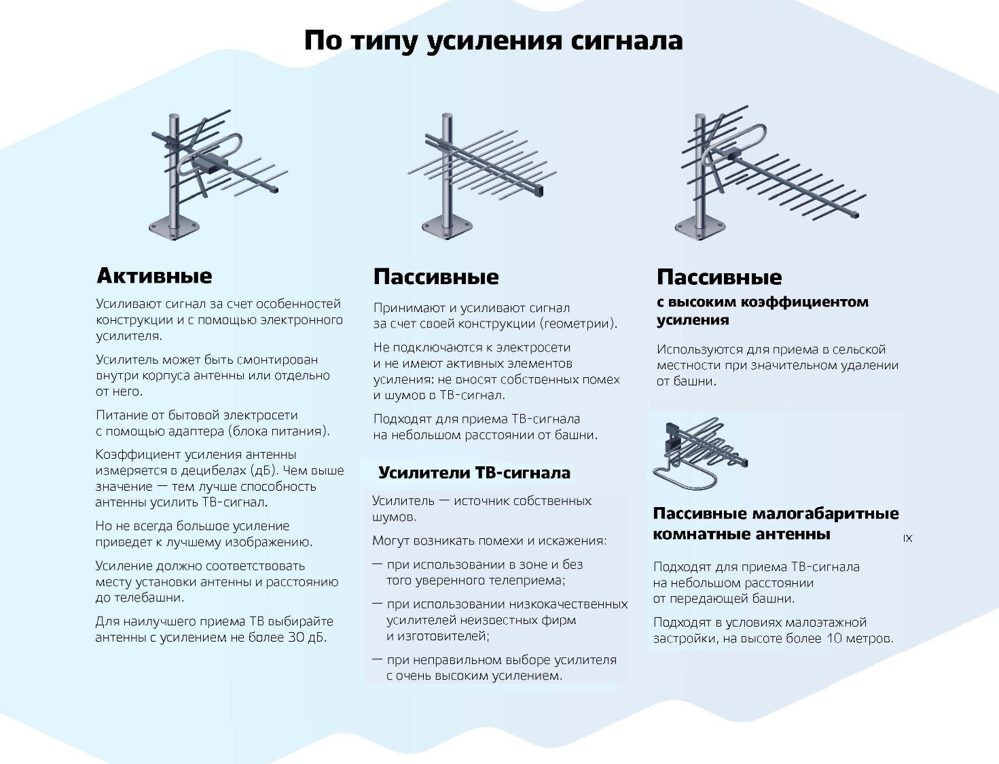 По типу усиления сигнала
Активные
Усиливают сигнал за счет особенностей
конструкции и с помощью электронного
усилителя.
Усилитель может быть смонтирован
внутри корпуса антенны или отдельно
от него.
Питание от бытовой электросети
с помощью адаптера (блока питания).
Коэффициент усиления антенны
измеряется в децибелах (дБ). Чем выше
значение — тем лучше способность
антенны усилить ТВ-сигнал.
Но не всегда большое усиление
приведет к лучшему изображению.
Усиление должно соответствовать
месту установки антенны и расстоянию
до телебашни.
Для наилучшего приема ТВ выбирайте
антенны с усилением не более 30 дБ.
Пассивные
Принимают и усиливают сигнал
за счет своей конструкции (геометрии).
Не подключаются к электросети
и не имеют активных элементов
усиления: не вносят собственных помех
и шумов в ТВ-сигнал.
Подходят для приема ТВ-сигнала
на небольшом расстоянии от башни.
Усилители ТВ-сигнала
Усилитель — источник собственных
шумов.
Могут возникать помехи и искажения:
— при использовании в зоне и без
того уверенного телеприема;
— при использовании низкокачественных
усилителей неизвестных фирм
и изготовителей;
— при неправильном выборе усилителя
с очень высоким усилением.
Пассивные
с высоким коэффициентом
усиления
Используются для приема в сельской
местности при значительном удалении
от башни.
Пассивные малогабаритные
комнатные антенны
их
Подходят для приема ТВ-сигнала
на небольшом расстоянии
от передающей башни.
Подходят в условиях малоэтажной
застройки, на высоте более 10 метров.